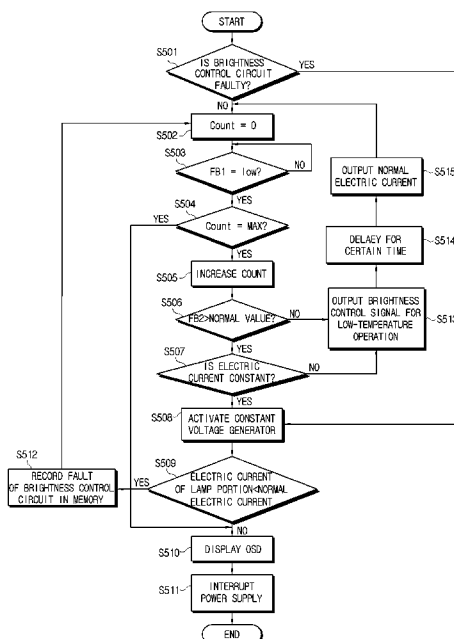 START
S501
IS BRIGHTNESS
CONTROL CIRCUIT
FAULTY?
YES
NO
S502
Count = 0
S503
FB1 = low?
NO
YES
S504
YES
Count = MAX?
YES
S505
INCREASE COUNT
S506
FB2>NORMAL VALUE?
NO
YES
S507
IS ELECTRIC
CURRENT CONSTANT?
NO
YES
S508
ACTIVATE CONSTANT
VOLTAGE GENERATOR
S509
ELECTRIC CURRENT
OF LAMP PORTION<NORMAL
ELECTRIC CURRENT
YES
NO
S510
DISPLAY OSD
S511
INTERRUPT
POWER SUPPLY
END
S512
RECORD FAULT
OF BRIGHTNESS CONTROL
CIRCUIT IN MEMORY
OUTPUT NORMAL
ELECTRIC CURRENT
S515
DELAEY FOR
CERTAIN TIME
S514
OUTPUT BRIGHTNESS
CONTROL SIGNAL FOR
LOW-TEMPERATURE
OPERATION
S513